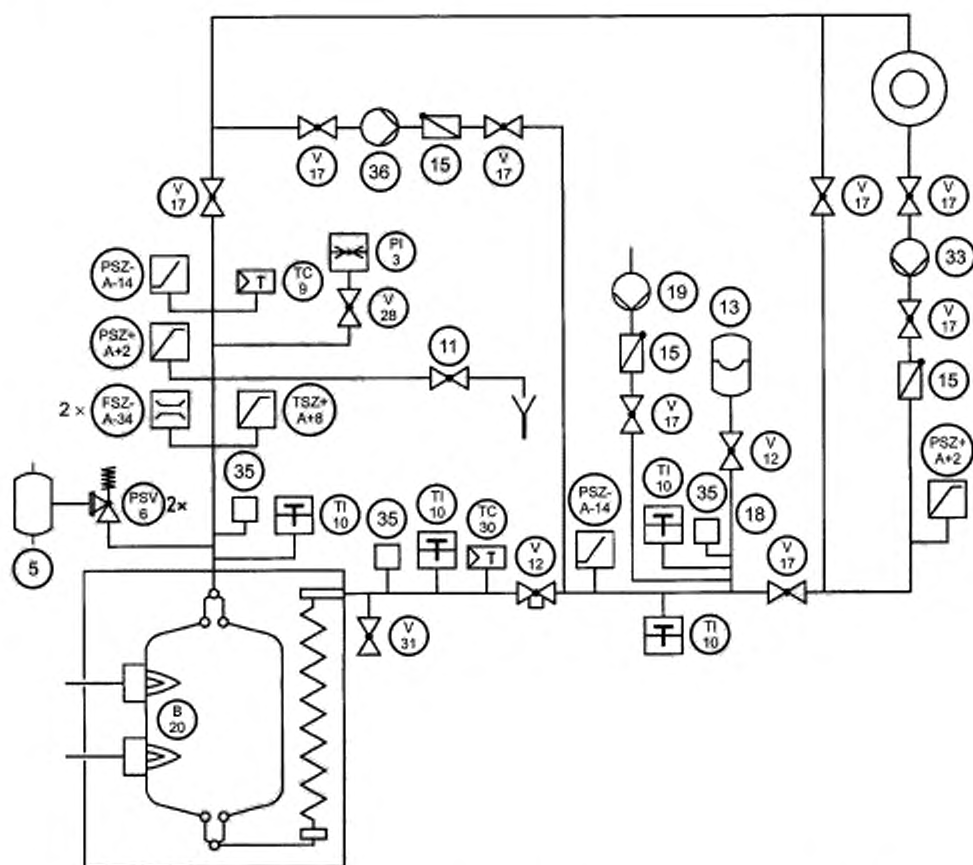 V
17
36
15
V
17
V
17
V
17
V
17
PSZ-
A-14
T
TC
9
PI
3
V
28
33
19
13
V
17
PSZ+
A+2
11
15
15
2 ×
FSZ-
A-34
TSZ+
A+8
V
17
V
12
PSZ+
A+2
35
PSV
6
2×
T
TI
10
35
T
TI
10
T
TC
30
V
12
PSZ-
A-14
T
TI
10
35
18
V
17
5
V
31
T
TI
10
B
20